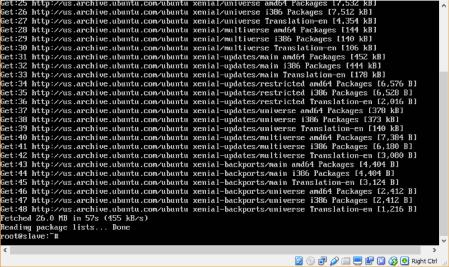 Get:25 http://us.archive.ubuntu.com/ubuntu xenial/universe amd64 Packages [7,532 kB]
Get:26 http://us.archive.ubuntu.com/ubuntu xenial/universe i386 Packages [7,512 kB]
Get:27 http://us.archive.ubuntu.com/ubuntu xenial/universe Translation-en [4,354 kB]
Get:28 http://us.archive.ubuntu.com/ubuntu xenial/multiverse amd64 Packages [144 kB]
Get:29 http://us.archive.ubuntu.com/ubuntu xenial/multiverse i386 Packages [140 kB]
Get:30 http://us.archive.ubuntu.com/ubuntu xenial/multiverse Translation-en [106 kB]
Get:31 http://us.archive.ubuntu.com/ubuntu xenial-updates/main amd64 Packages [452 kB]
Get:32 http://us.archive.ubuntu.com/ubuntu xenial-updates/main i386 Packages [444 kB]
Get:33 http://us.archive.ubuntu.com/ubuntu xenial-updates/main Translation-en [178 kB]
Get:34 http://us.archive.ubuntu.com/ubuntu xenial-updates/restricted amd64 Packages [6,576 B]
Get:35 http://us.archive.ubuntu.com/ubuntu xenial-updates/restricted i386 Packages [6,528 B]
Get:36 http://us.archive.ubuntu.com/ubuntu xenial-updates/restricted Translation-en [2,016 B]
Get:37 http://us.archive.ubuntu.com/ubuntu xenial-updates/universe amd64 Packages [378 kB]
Get:38 http://us.archive.ubuntu.com/ubuntu xenial-updates/universe i386 Packages [373 kB]
Get:39 http://us.archive.ubuntu.com/ubuntu xenial-updates/universe Translation-en [140 kB]
Get:40 http://us.archive.ubuntu.com/ubuntu xenial-updates/multiverse amd64 Packages [7,384 B]
Get:41 http://us.archive.ubuntu.com/ubuntu xenial-updates/multiverse i386 Packages [6,180 B]
Get:42 http://us.archive.ubuntu.com/ubuntu xenial-updates/multiverse Translation-en [3,000 B]
Get:43 http://us.archive.ubuntu.com/ubuntu xenial-backports/main amd64 Packages [4,404 B]
Get:44 http://us.archive.ubuntu.com/ubuntu xenial-backports/main i386 Packages [4,404 B]
Get:45 http://us.archive.ubuntu.com/ubuntu xenial-backports/main Translation-en [3,124 B]
Get:46 http://us.archive.ubuntu.com/ubuntu xenial-backports/universe amd64 Packages [2,412 B]
Get:47 http://us.archive.ubuntu.com/ubuntu xenial-backports/universe i386 Packages [2,412 B]
Get:48 http://us.archive.ubuntu.com/ubuntu xenial-backports/universe Translation-en [1,216 B]
Fetched 26.0 MB in 57s (455 kB/s)
Reading package lists... Done
root@slave:~#
Right Ctrl